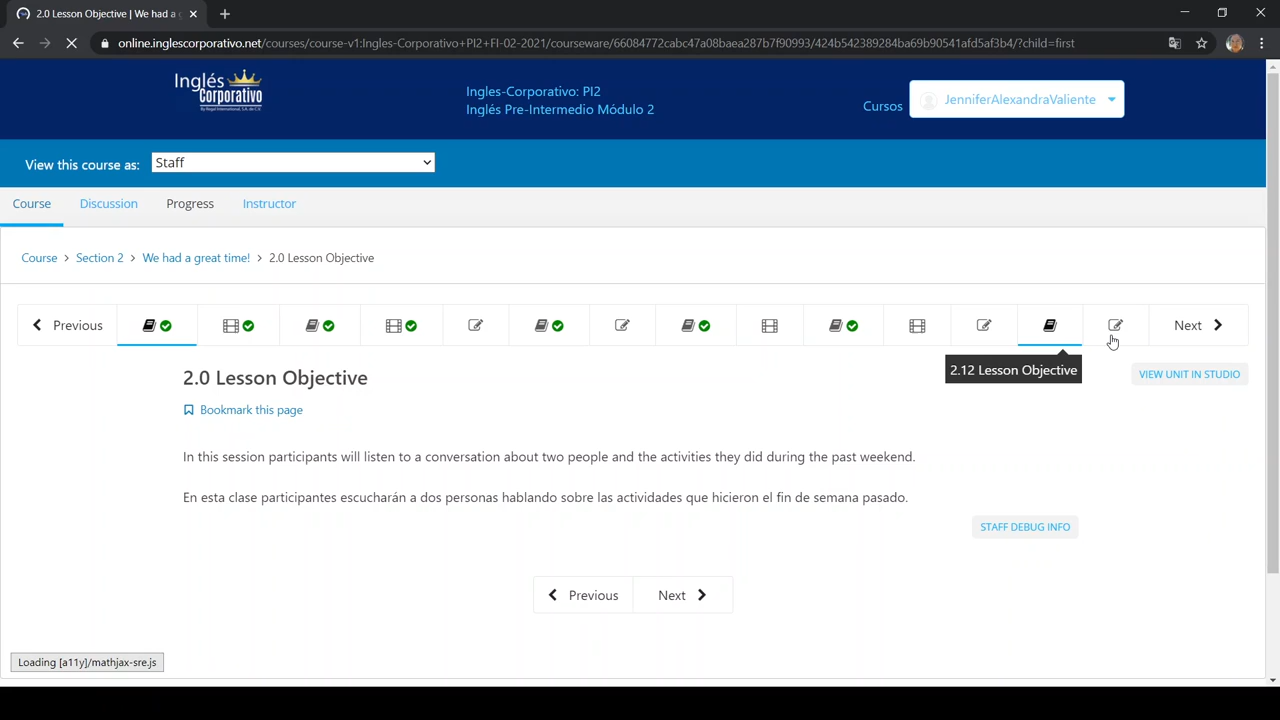 2.0 Lesson Objective | We had a g
online.inglescorporativo.net/courses/course-v1:Ingles-Corporativo+PI2+FI-02-2021/courseware/66084772cabc47a08baea287b7f90993/424b542389284ba69b90541afd5af3b4/?child=first
Inglés
Corporativo
By Regal International, S.A. de C.V.
Ingles-Corporativo: PI2
Inglés Pre-Intermedio Módulo 2
Cursos
JenniferAlexandraValiente
View this course as:
Staff
Course
Discussion
Progress
Instructor
Course > Section 2 > We had a great time! > 2.0 Lesson Objective
Previous
Next
2.12 Lesson Objective
VIEW UNIT IN STUDIO
2.0 Lesson Objective
Bookmark this page
In this session participants will listen to a conversation about two people and the activities they did during the past weekend.
En esta clase participantes escucharán a dos personas hablando sobre las actividades que hicieron el fin de semana pasado.
STAFF DEBUG INFO
Previous
Next
Loading [a11y]/mathjax-sre.js